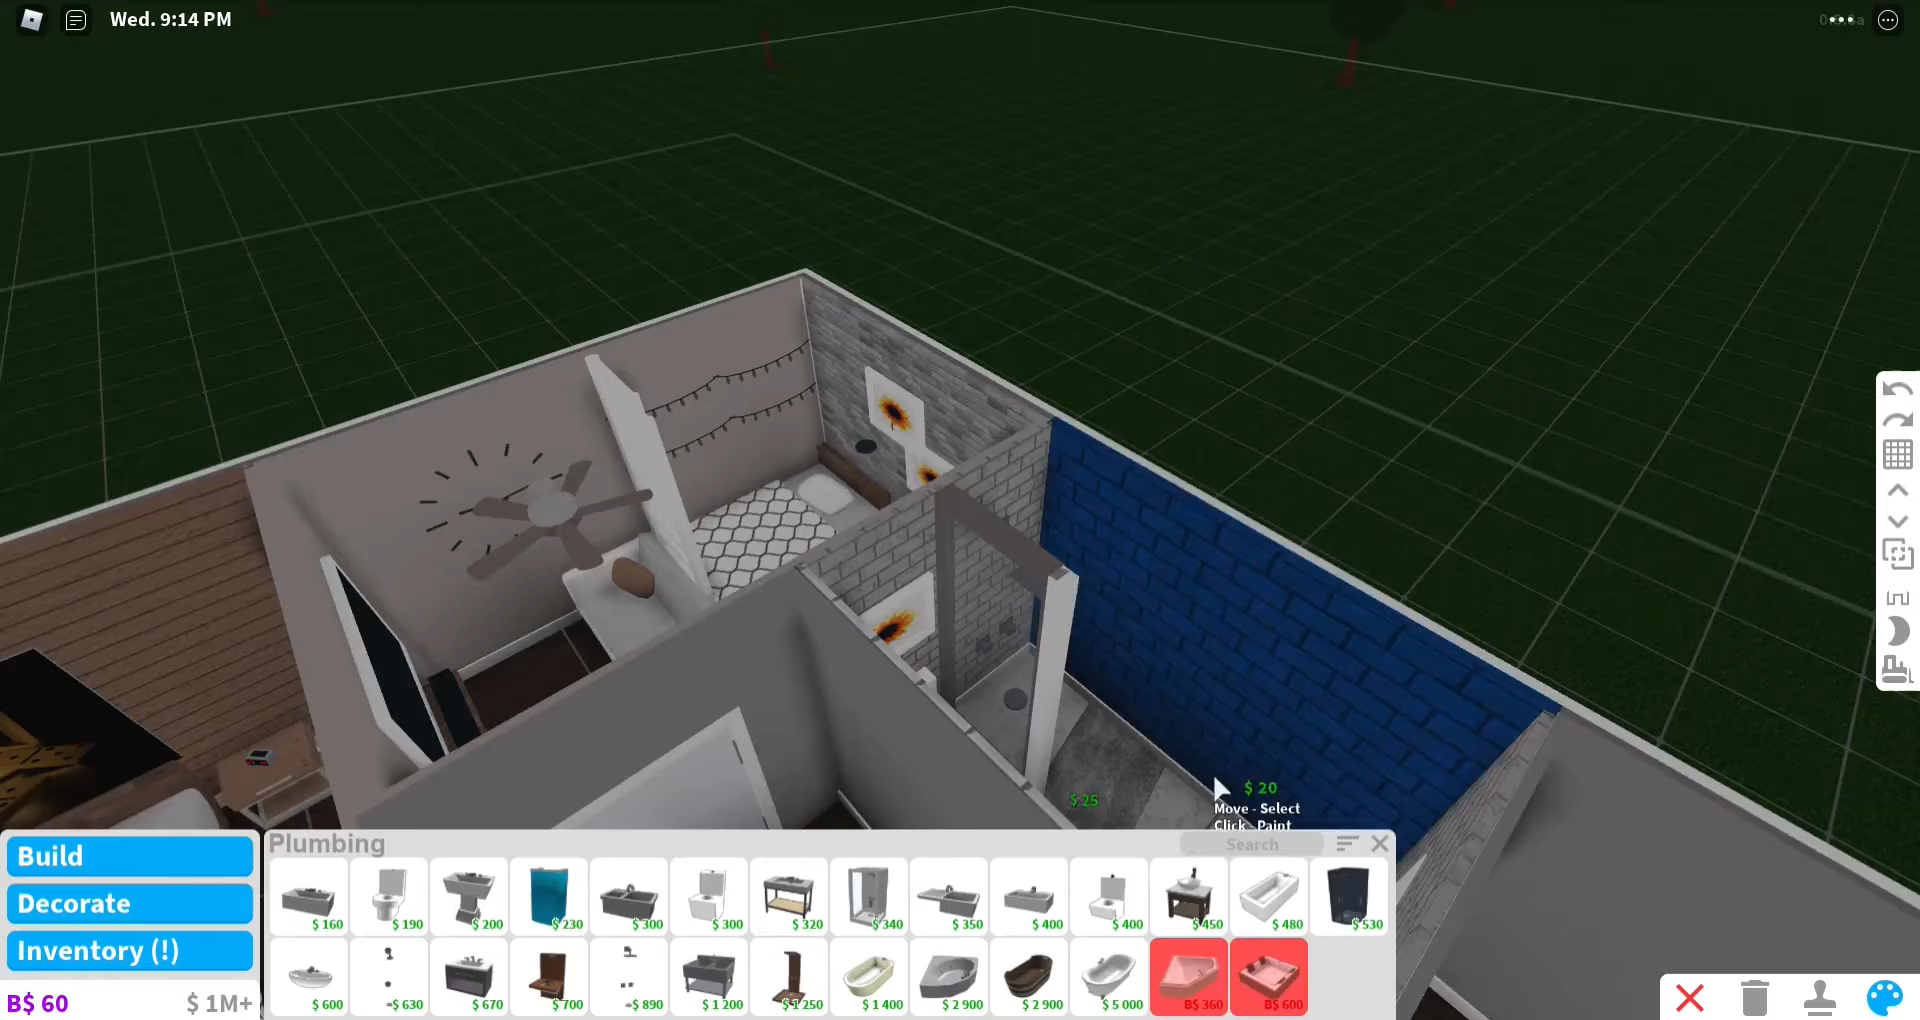 Wed. 9:14 PM
$ 20
Move - Select
Click - Paint
$ 25
Plumbing
Search
Build
Decorate
Inventory (!)
B$ 60
$ 1M+
$ 160
$ 190
$ 200
$ 230
$ 300
$ 300
$ 320
$ 340
$ 350
$ 400
$ 400
$ 450
$ 480
$ 530
$ 600
$ 630
$ 670
$ 700
$ 890
$ 1 200
$ 1 250
$ 1 400
$ 2 900
$ 2 900
$ 5 000
B$ 360
B$ 600